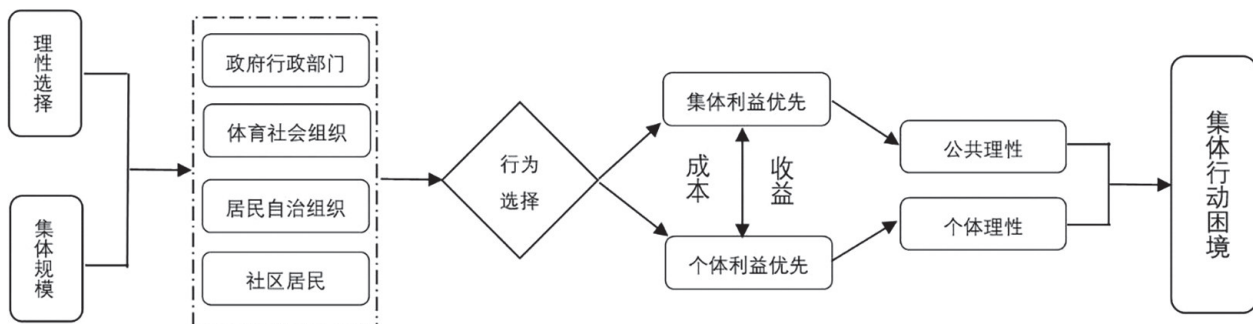 理性选择
集体规模
政府行政部门
体育社会组织
居民自治组织
社区居民
行为
选择
集体利益优先
成本
收益
个体利益优先
公共理性
个体理性
集体行动困境